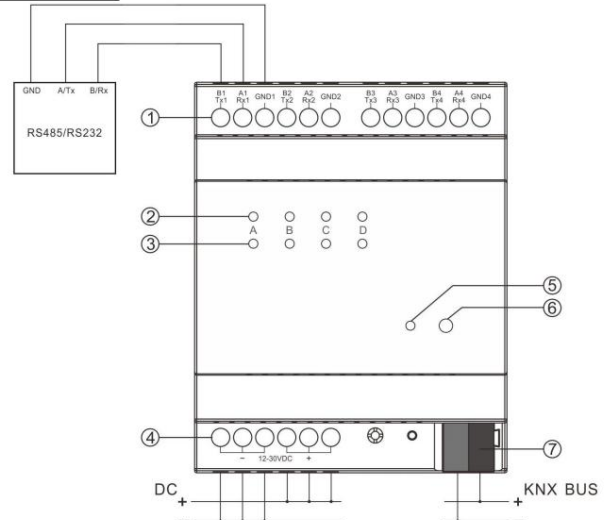 GND A/Tx B/Rx
RS485/RS232
B1 A1 GND1 B2 A2 GND2 B3 A3 GND3 B4 A4 GND4
Tx1 Rx1 Tx2 Rx2 Tx3 Rx3 Tx4 Rx4
①
②
A B C D
③
⑤
⑥
④
− 12-30VDC +
⑦
DC + + KNX BUS